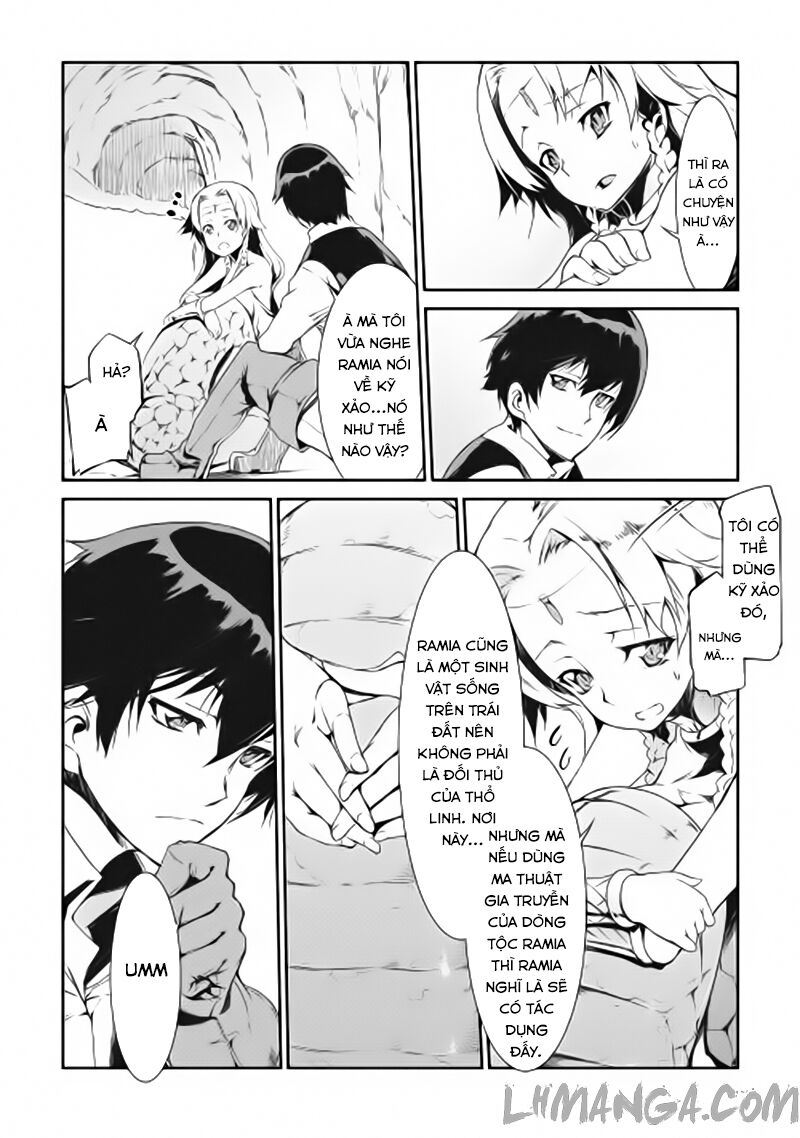 THÌ RA
LÀ CÓ
CHUYỆN
NHƯ VẬY
À...
À MÀ TÔI
VỪA NGHE
RAMIA NÓI
VỀ KỸ
XẢO...NÓ
NHƯ THẾ
NÀO VẬY?
HẢ?
À
TÔI CÓ
THỂ
DÙNG
KỸ XẢO
ĐÓ,
NHƯNG
MÀ...
RAMIA CŨNG
LÀ MỘT SINH
VẬT SỐNG
TRÊN TRÁI
ĐẤT NÊN
KHÔNG PHẢI
LÀ ĐỐI THỦ
CỦA THỔ
LINH. NƠI
NÀY...
NHƯNG MÀ
NẾU DÙNG
MA THUẬT
GIA TRUYỀN
CỦA DÒNG
TỘC RAMIA
THÌ RAMIA
NGHĨ LÀ SẼ
CÓ TÁC
DỤNG
ĐẤY.
UMM
LHMANGA.COM